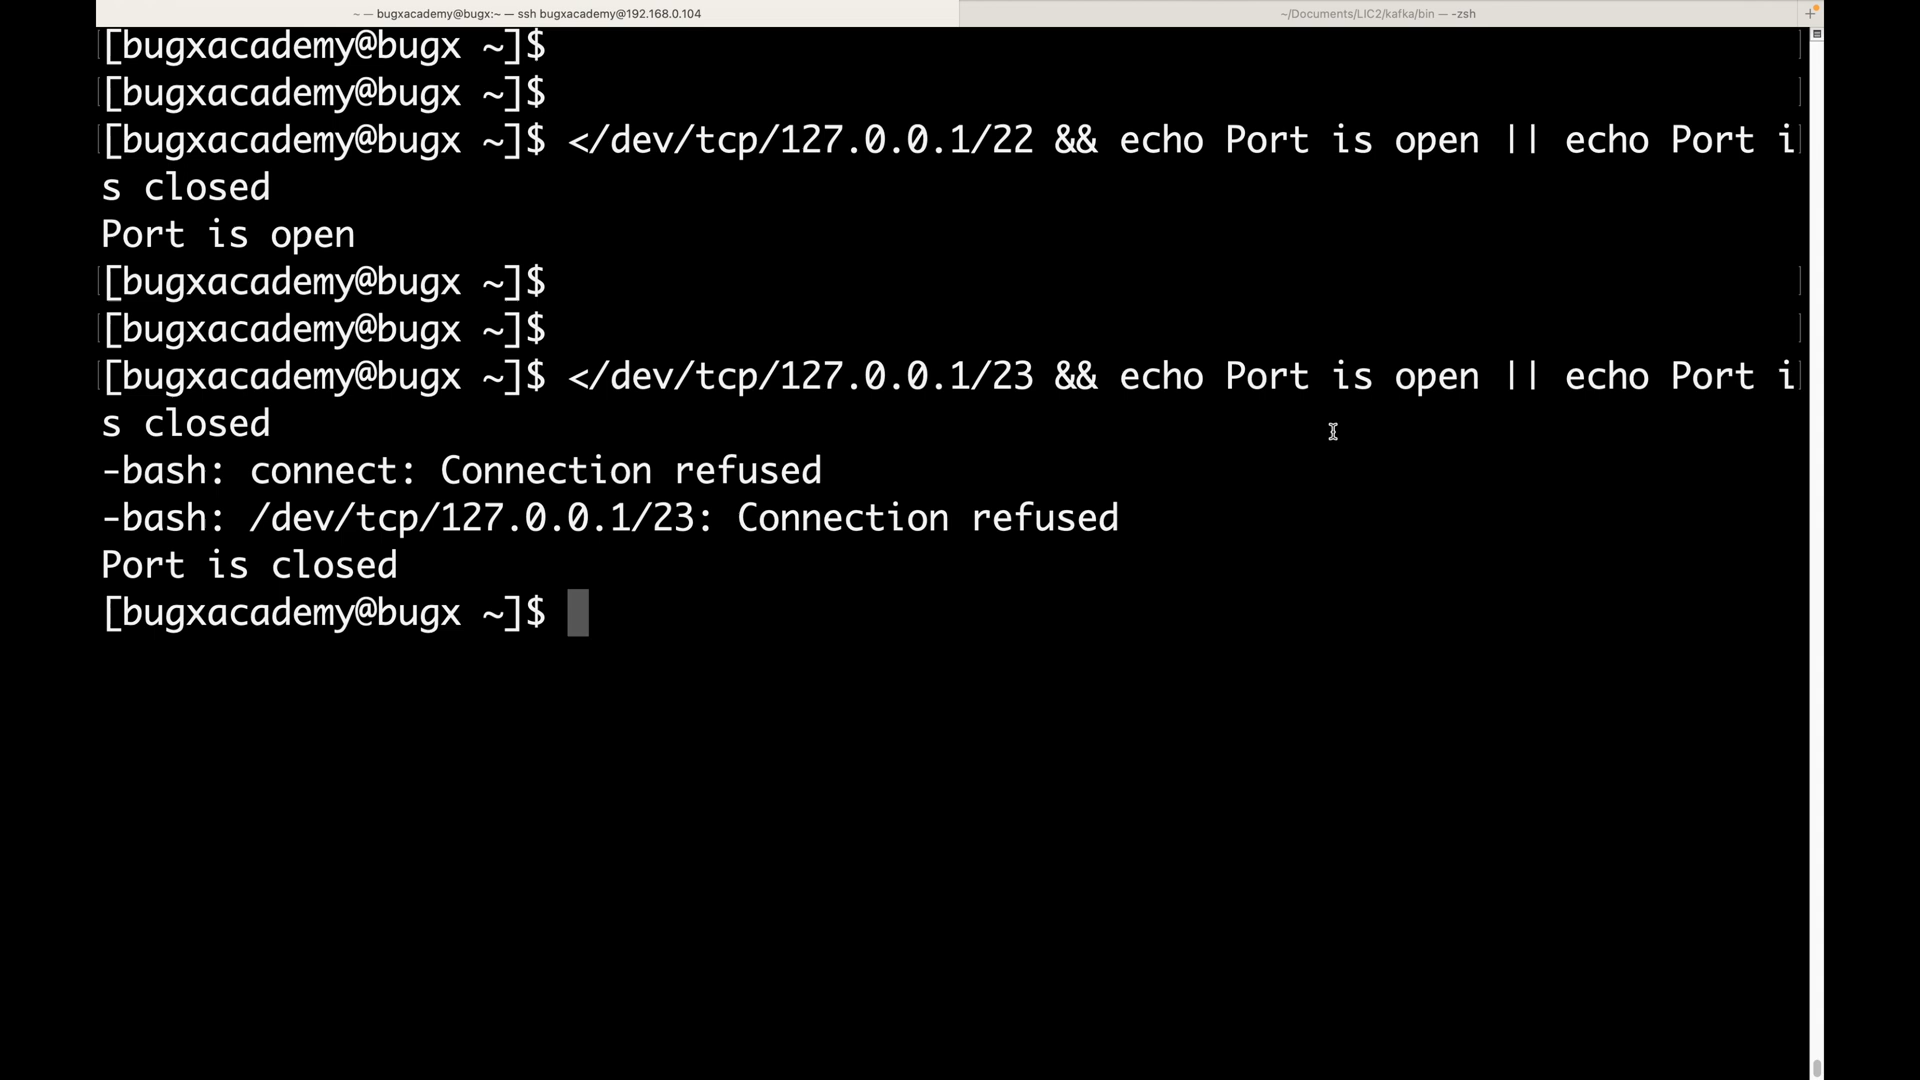 ~ — bugxacademy@bugx:~ — ssh bugxacademy@192.168.0.104
~/Documents/LIC2/kafka/bin — -zsh
[bugxacademy@bugx ~]$
[bugxacademy@bugx ~]$
[bugxacademy@bugx ~]$ </dev/tcp/127.0.0.1/22 && echo Port is open || echo Port i
s closed
Port is open
[bugxacademy@bugx ~]$
[bugxacademy@bugx ~]$
[bugxacademy@bugx ~]$ </dev/tcp/127.0.0.1/23 && echo Port is open || echo Port i
s closed
-bash: connect: Connection refused
-bash: /dev/tcp/127.0.0.1/23: Connection refused
Port is closed
[bugxacademy@bugx ~]$